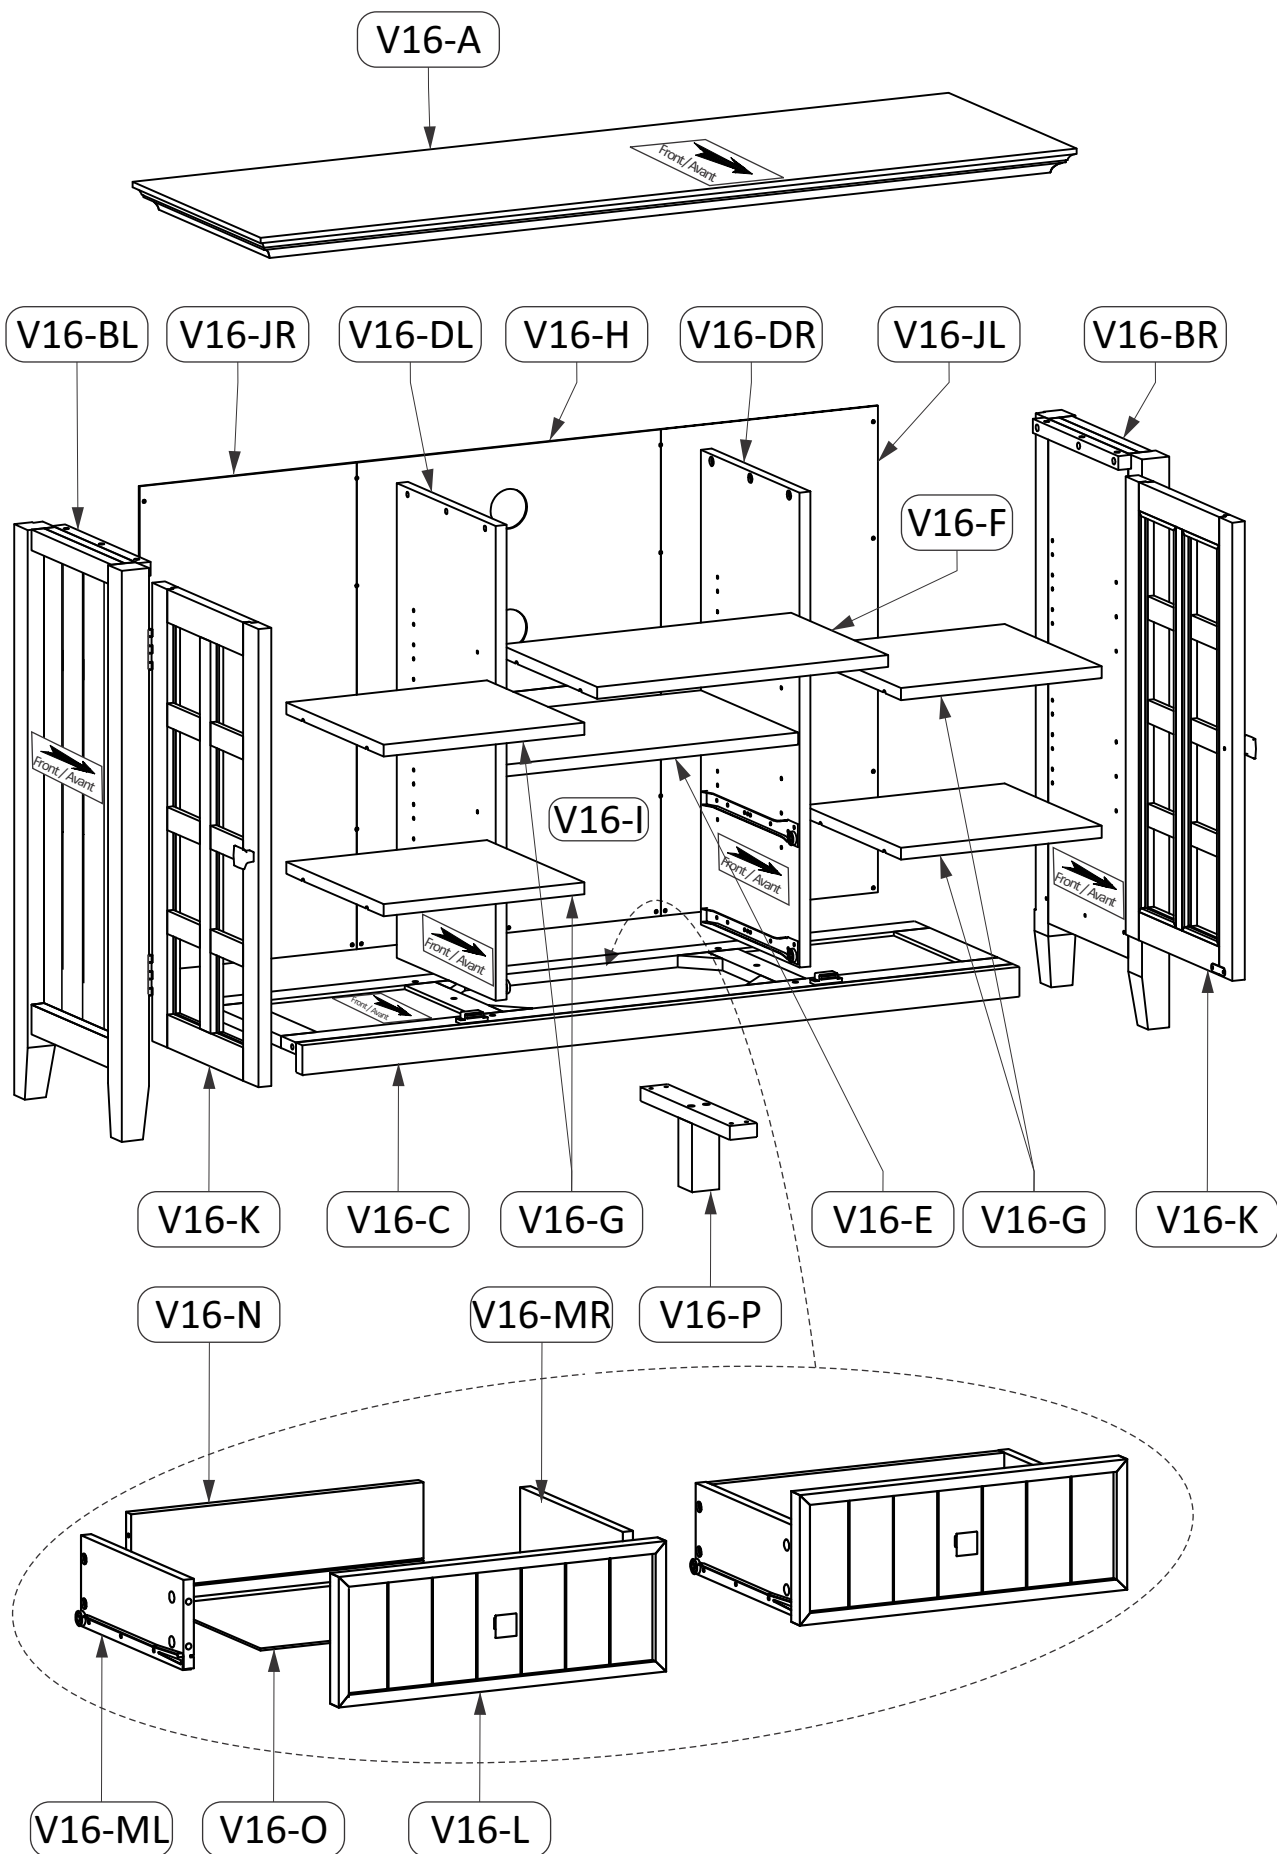 V16-A
Front/Avant
V16-BL
V16-JR
V16-DL
V16-H
V16-DR
V16-JL
V16-BR
V16-F
Front/Avant
V16-I
Front/Avant
Front/Avant
Front/Avant
Front/Avant
V16-K
V16-C
V16-G
V16-E
V16-G
V16-K
V16-N
V16-MR
V16-P
V16-ML
V16-O
V16-L